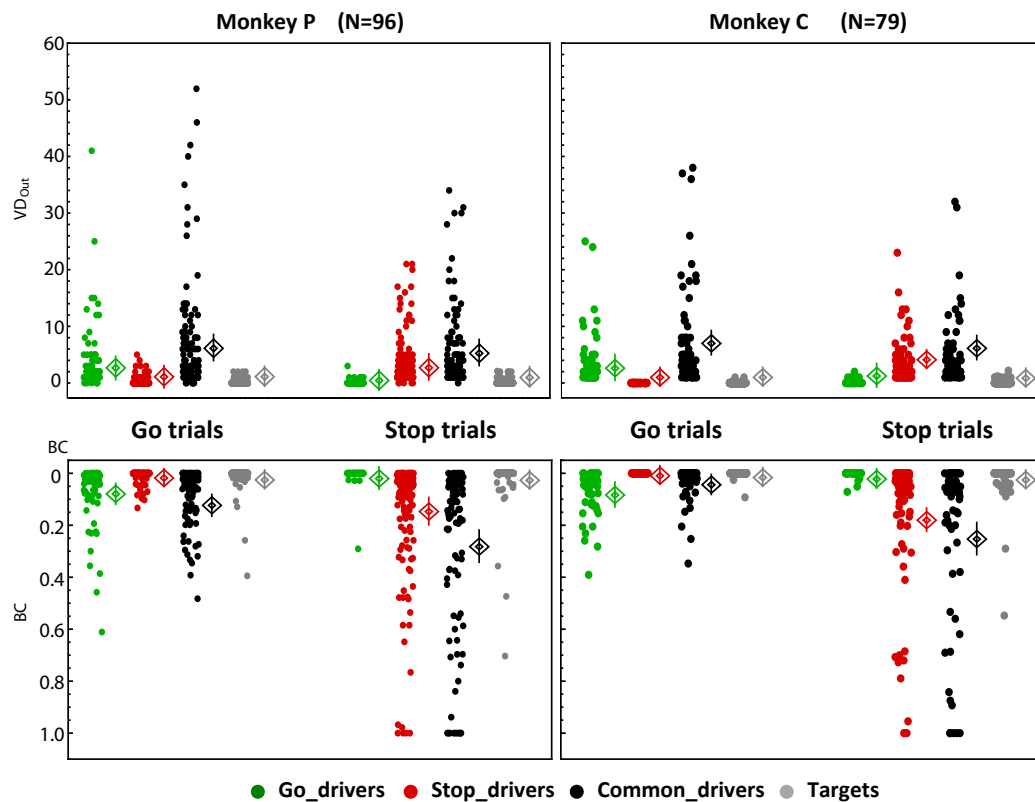 Monkey P (N=96)
Monkey C (N=79)
60
50
40
30
20
10
0
VDOut
Go trials
Stop trials
Go trials
Stop trials
BC
0
0.2
0.4
0.6
0.8
1.0
BC
Go_drivers
Stop_drivers
Common_drivers
Targets